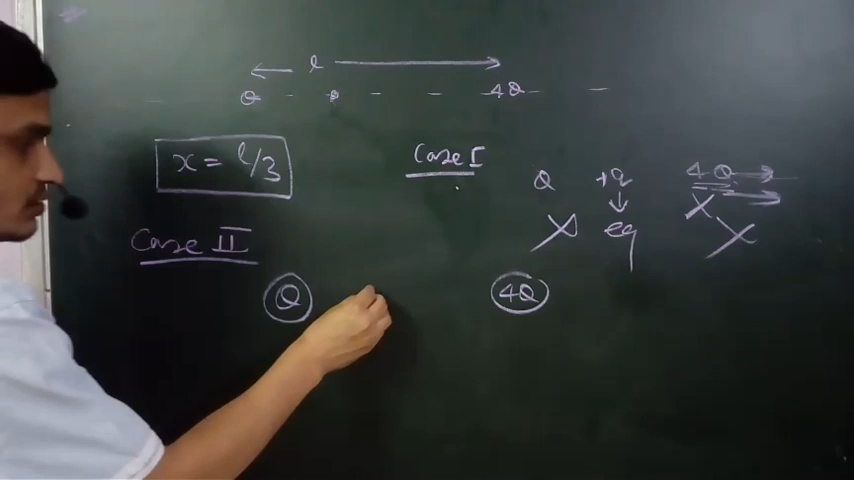 l
Q q 4Q
x = l/3
Case I
Q +q 4Q
eq
Case II
Q 4Q